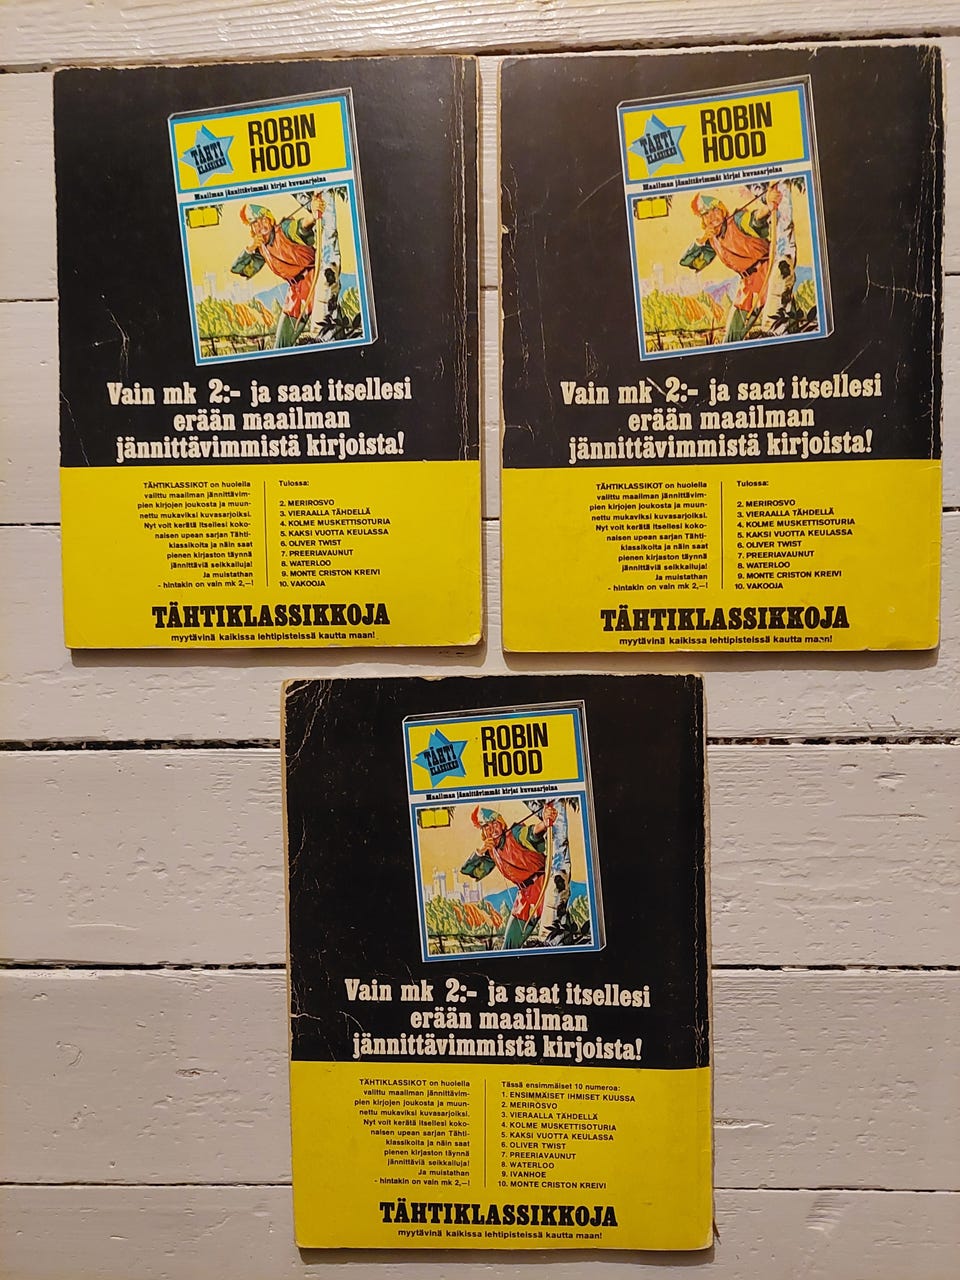 TÄHTI
KLASSIKKO
ROBIN
HOOD
Maailman jännittävimmät kirjat kuvasarjoina
Vain mk 2:- ja saat itsellesi
erään maailman
jännittävimmistä kirjoista!
TÄHTIKLASSIKOT on huolella
valittu maailman jännittävim-
pien kirjojen joukosta ja muun-
nettu mukaviksi kuvasarjoiksi.
Nyt voit kerätä itsellesi koko-
naisen upean sarjan Tähti-
klassikoita ja näin saat
pienen kirjaston täynnä
jännittäviä seikkailuja!
Ja muistathan
- hintakin on vain mk 2,—!
Tulossa:
2. MERIROSVO
3. VIERAALLA TÄHDELLÄ
4. KOLME MUSKETTISOTURIA
5. KAKSI VUOTTA KEULASSA
6. OLIVER TWIST
7. PREERIAVAUNUT
8. WATERLOO
9. MONTE CRISTON KREIVI
10. VAKOOJA
TÄHTIKLASSIKKOJA
myytävinä kaikissa lehtipisteissä kautta maan!
TÄHTI
KLASSIKKO
ROBIN
HOOD
Maailman jännittävimmät kirjat kuvasarjoina
Vain mk 2:- ja saat itsellesi
erään maailman
jännittävimmistä kirjoista!
TÄHTIKLASSIKOT on huolella
valittu maailman jännittävim-
pien kirjojen joukosta ja muun-
nettu mukaviksi kuvasarjoiksi.
Nyt voit kerätä itsellesi koko-
naisen upean sarjan Tähti-
klassikoita ja näin saat
pienen kirjaston täynnä
jännittäviä seikkailuja!
Ja muistathan
- hintakin on vain mk 2,—!
Tulossa:
2. MERIROSVO
3. VIERAALLA TÄHDELLÄ
4. KOLME MUSKETTISOTURIA
5. KAKSI VUOTTA KEULASSA
6. OLIVER TWIST
7. PREERIAVAUNUT
8. WATERLOO
9. MONTE CRISTON KREIVI
10. VAKOOJA
TÄHTIKLASSIKKOJA
myytävinä kaikissa lehtipisteissä kautta maan!
TÄHTI
KLASSIKKO
ROBIN
HOOD
Maailman jännittävimmät kirjat kuvasarjoina
Vain mk 2:- ja saat itsellesi
erään maailman
jännittävimmistä kirjoista!
TÄHTIKLASSIKOT on huolella
valittu maailman jännittävim-
pien kirjojen joukosta ja muun-
nettu mukaviksi kuvasarjoiksi.
Nyt voit kerätä itsellesi koko-
naisen upean sarjan Tähti-
klassikoita ja näin saat
pienen kirjaston täynnä
jännittäviä seikkailuja!
Ja muistathan
- hintakin on vain mk 2,—!
Tässä ensimmäiset 10 numeroa:
1. ENSIMMÄISET IHMISET KUUSSA
2. MERIROSVO
3. VIERAALLA TÄHDELLÄ
4. KOLME MUSKETTISOTURIA
5. KAKSI VUOTTA KEULASSA
6. OLIVER TWIST
7. PREERIAVAUNUT
8. WATERLOO
9. IVANHOE
10. MONTE CRISTON KREIVI
TÄHTIKLASSIKKOJA
myytävinä kaikissa lehtipisteissä kautta maan!